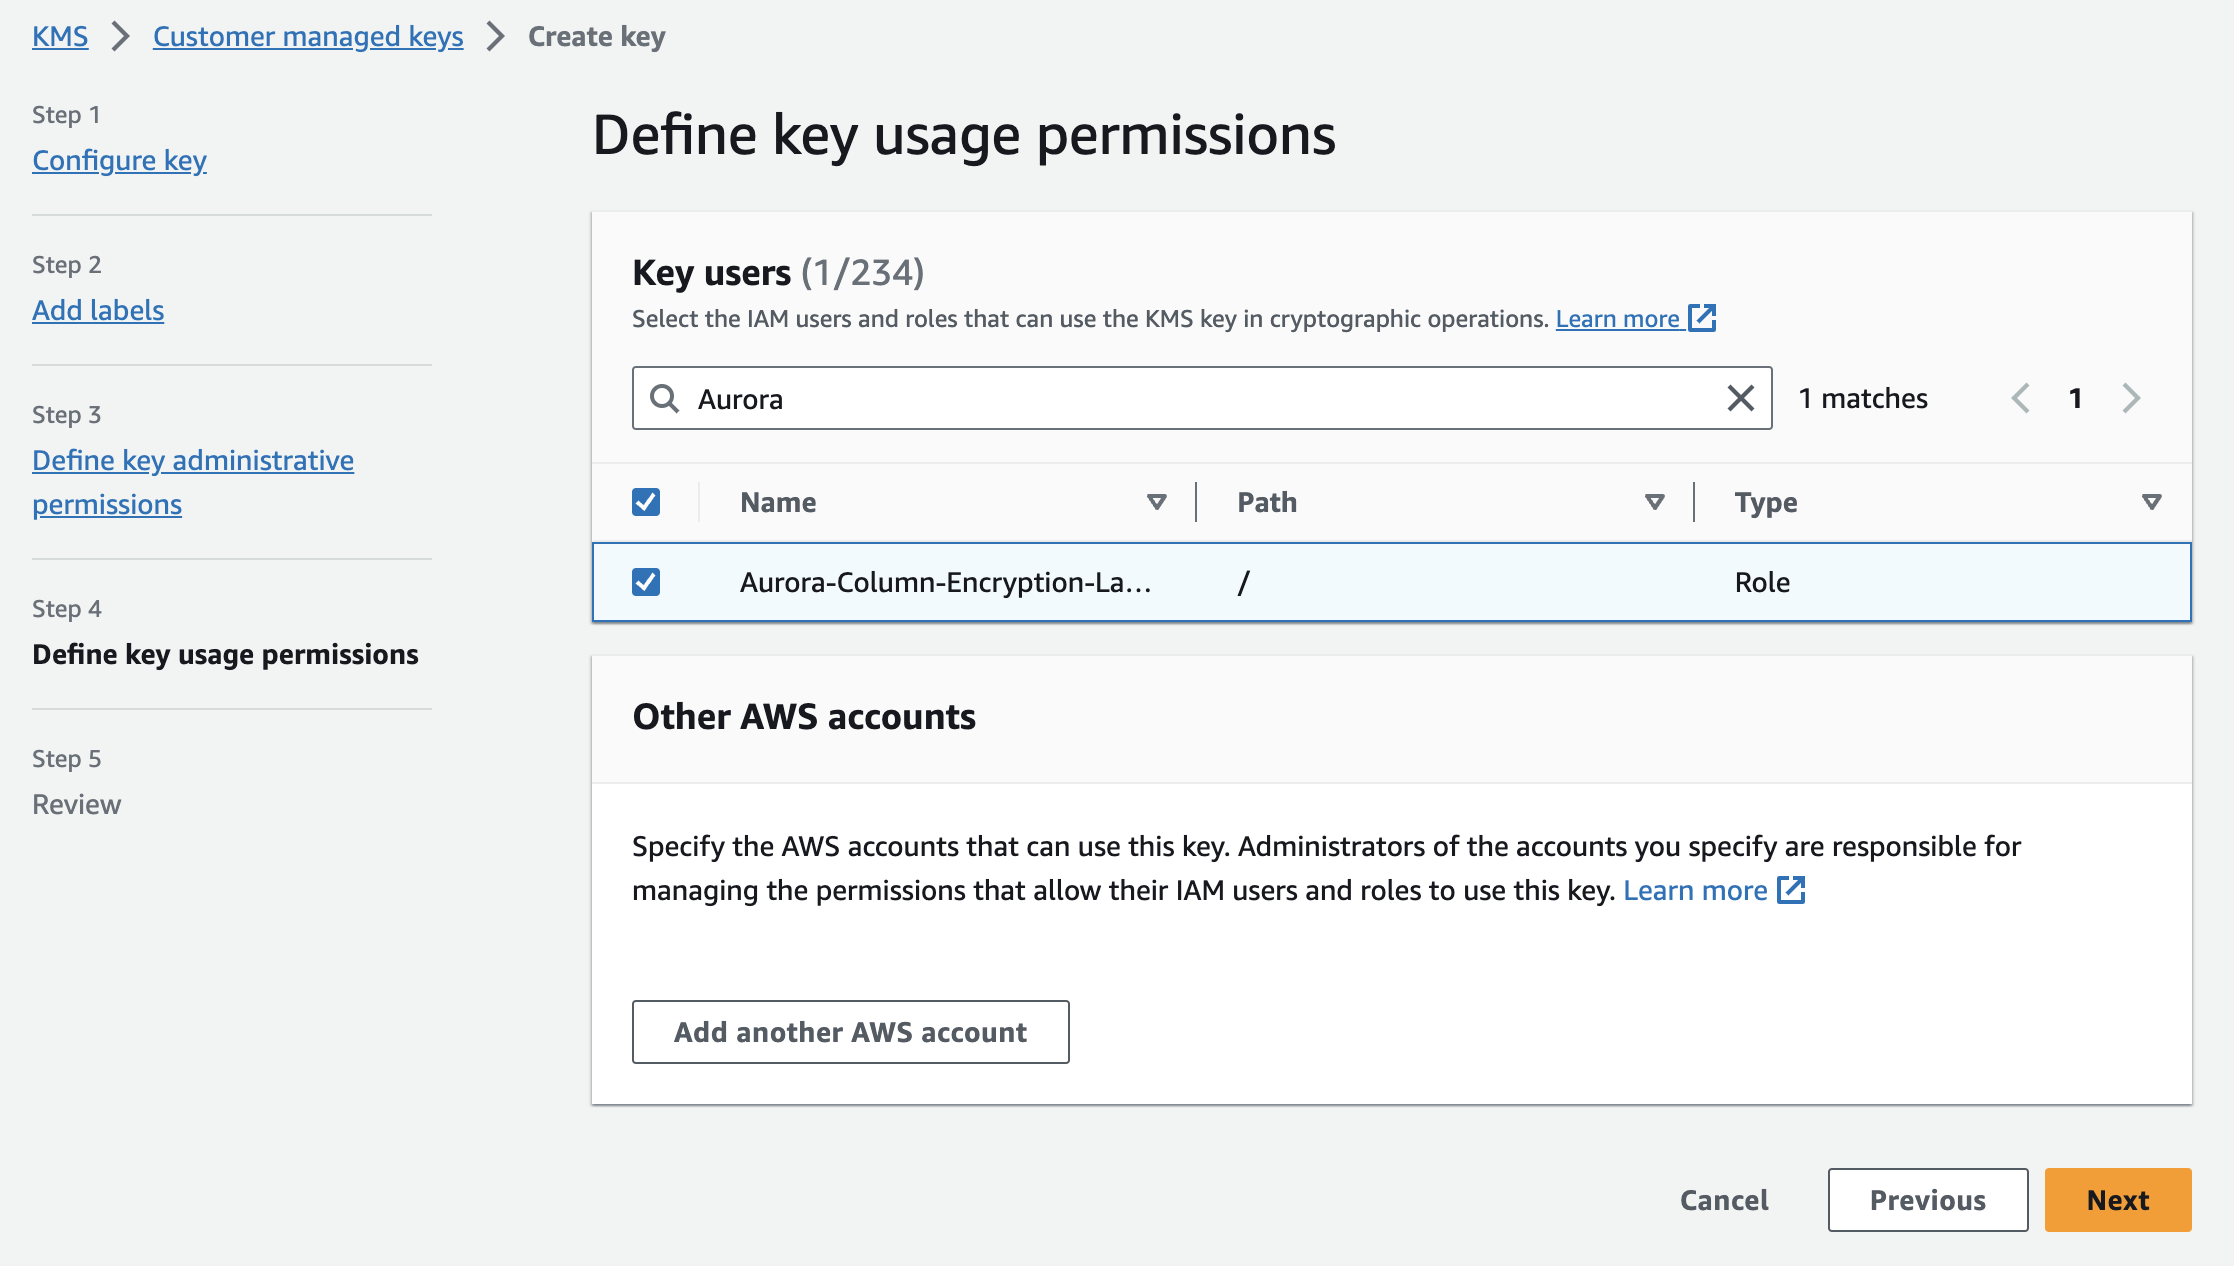 KMS > Customer managed keys > Create key
Step 1
Configure key
Step 2
Add labels
Step 3
Define key administrative
permissions
Step 4
Define key usage permissions
Step 5
Review
Define key usage permissions
Key users (1/234)
Select the IAM users and roles that can use the KMS key in cryptographic operations. Learn more
Aurora
1 matches
1
Name Path Type
Aurora-Column-Encryption-La... / Role
Other AWS accounts
Specify the AWS accounts that can use this key. Administrators of the accounts you specify are responsible for
managing the permissions that allow their IAM users and roles to use this key. Learn more
Add another AWS account
Cancel Previous Next